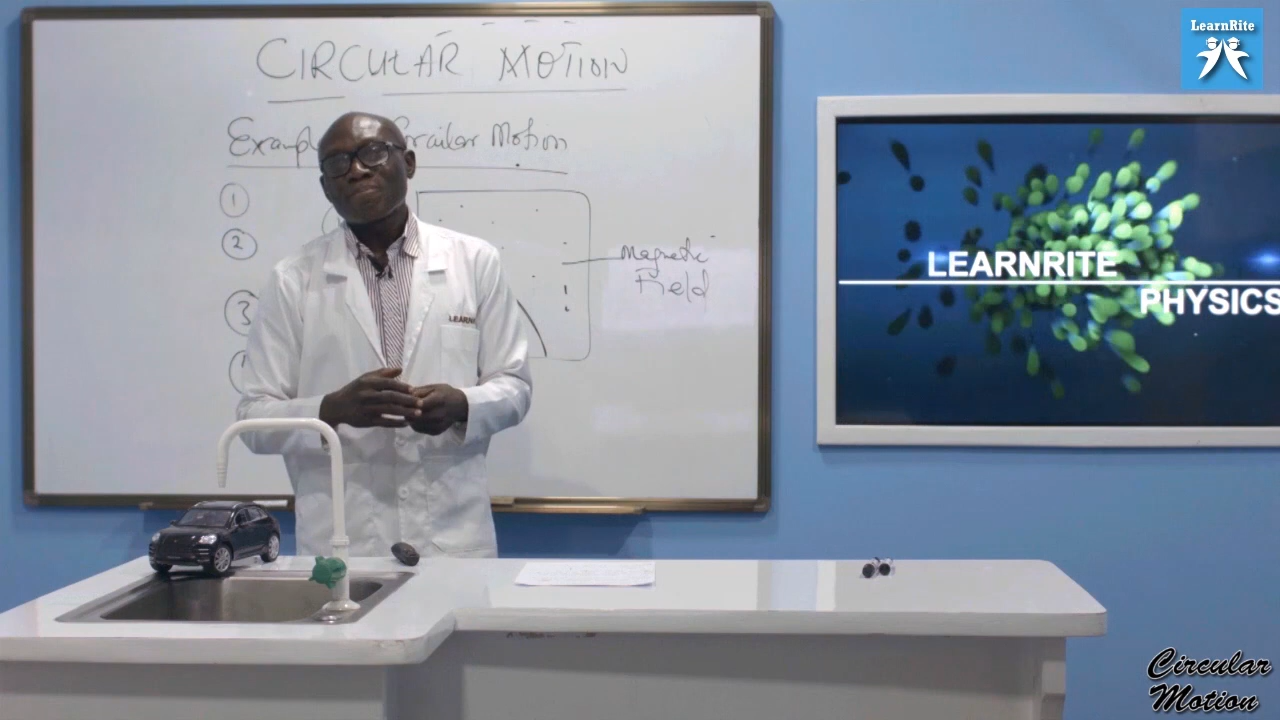 LearnRite
CIRCULAR MOTION
Circular Motion
1
2
3
Magnetic
Field
LEARNRITE
PHYSICS
Circular
Motion